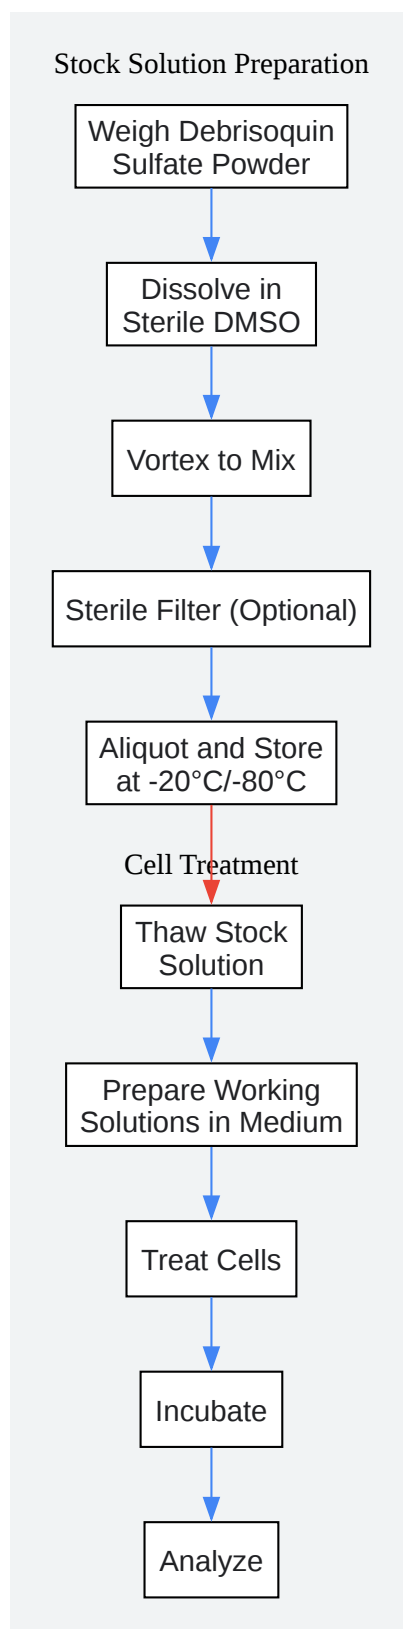 Stock Solution Preparation
Weigh Debrisoquin
Sulfate Powder
Dissolve in
Sterile DMSO
Vortex to Mix
Sterile Filter (Optional)
Aliquot and Store
at -20°C/-80°C
Cell Treatment
Thaw Stock
Solution
Prepare Working
Solutions in Medium
Treat Cells
Incubate
Analyze